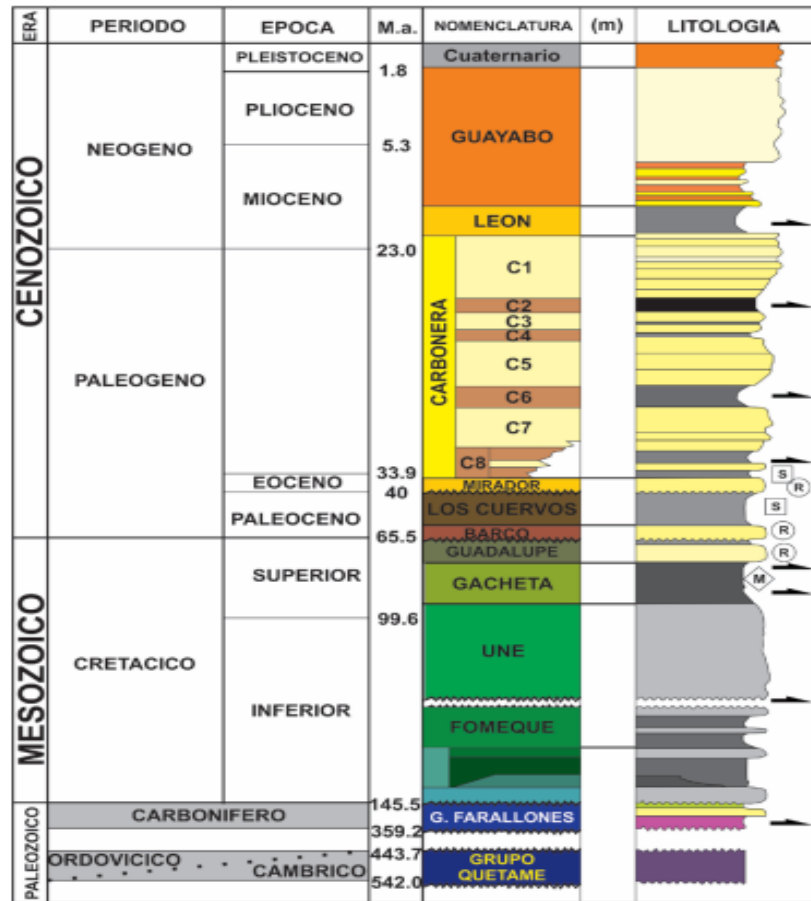 ERA PERIODO EPOCA M.a. NOMENCLATURA (m) LITOLOGIA
CENOZOICO
NEOGENO
PALEOGENO
PLEISTOCENO
1.8
PLIOCENO
5.3
MIOCENO
23.0
33.9
EOCENO
40
PALEOCENO
65.5
Cuaternario
GUAYABO
LEON
CARBONERA
C1
C2
C3
C4
C5
C6
C7
C8
MIRADOR
LOS CUERVOS
BARCO
S
R
S
R
MESOZOICO
CRETACICO
SUPERIOR
99.6
INFERIOR
145.5
GUADALUPE
GACHETA
UNE
FOMEQUE
R
M
PALEOZOICO
CARBONIFERO
359.2
G. FARALLONES
ORDOVICICO
443.7
CAMBRICO
542.0
GRUPO
QUETAME